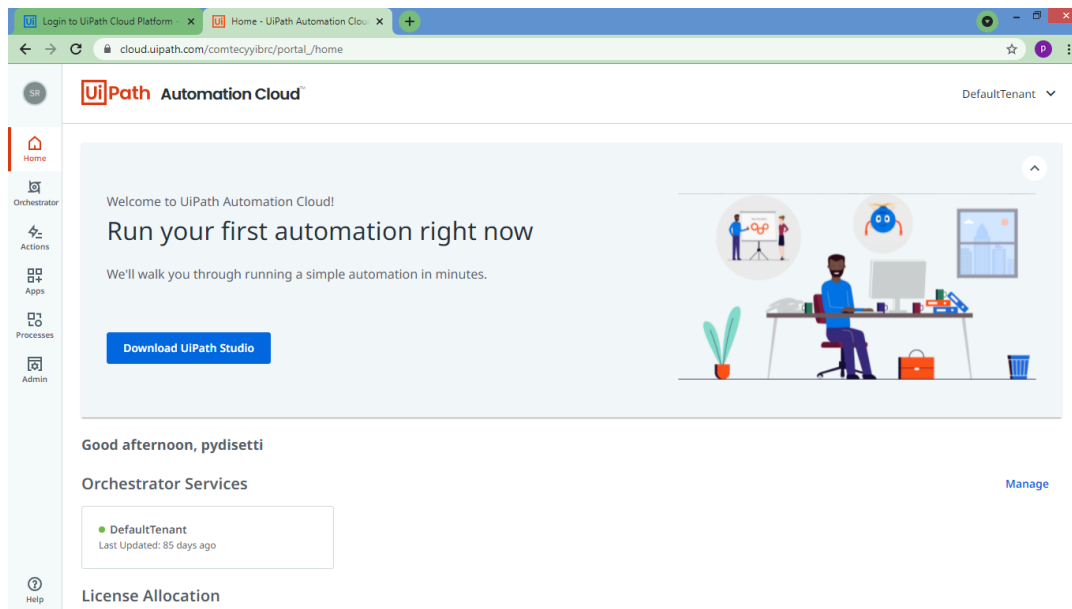 Login to UiPath Cloud Platform -
Home - UiPath Automation Clou
cloud.uipath.com/comtecyyibrc/portal_/home
P
SR
UiPath Automation Cloud™
DefaultTenant
Home
Orchestrator
Actions
Apps
Processes
Admin
Help
Welcome to UiPath Automation Cloud!
Run your first automation right now
We'll walk you through running a simple automation in minutes.
Download UiPath Studio
Good afternoon, pydisetti
Orchestrator Services
Manage
DefaultTenant
Last Updated: 85 days ago
License Allocation